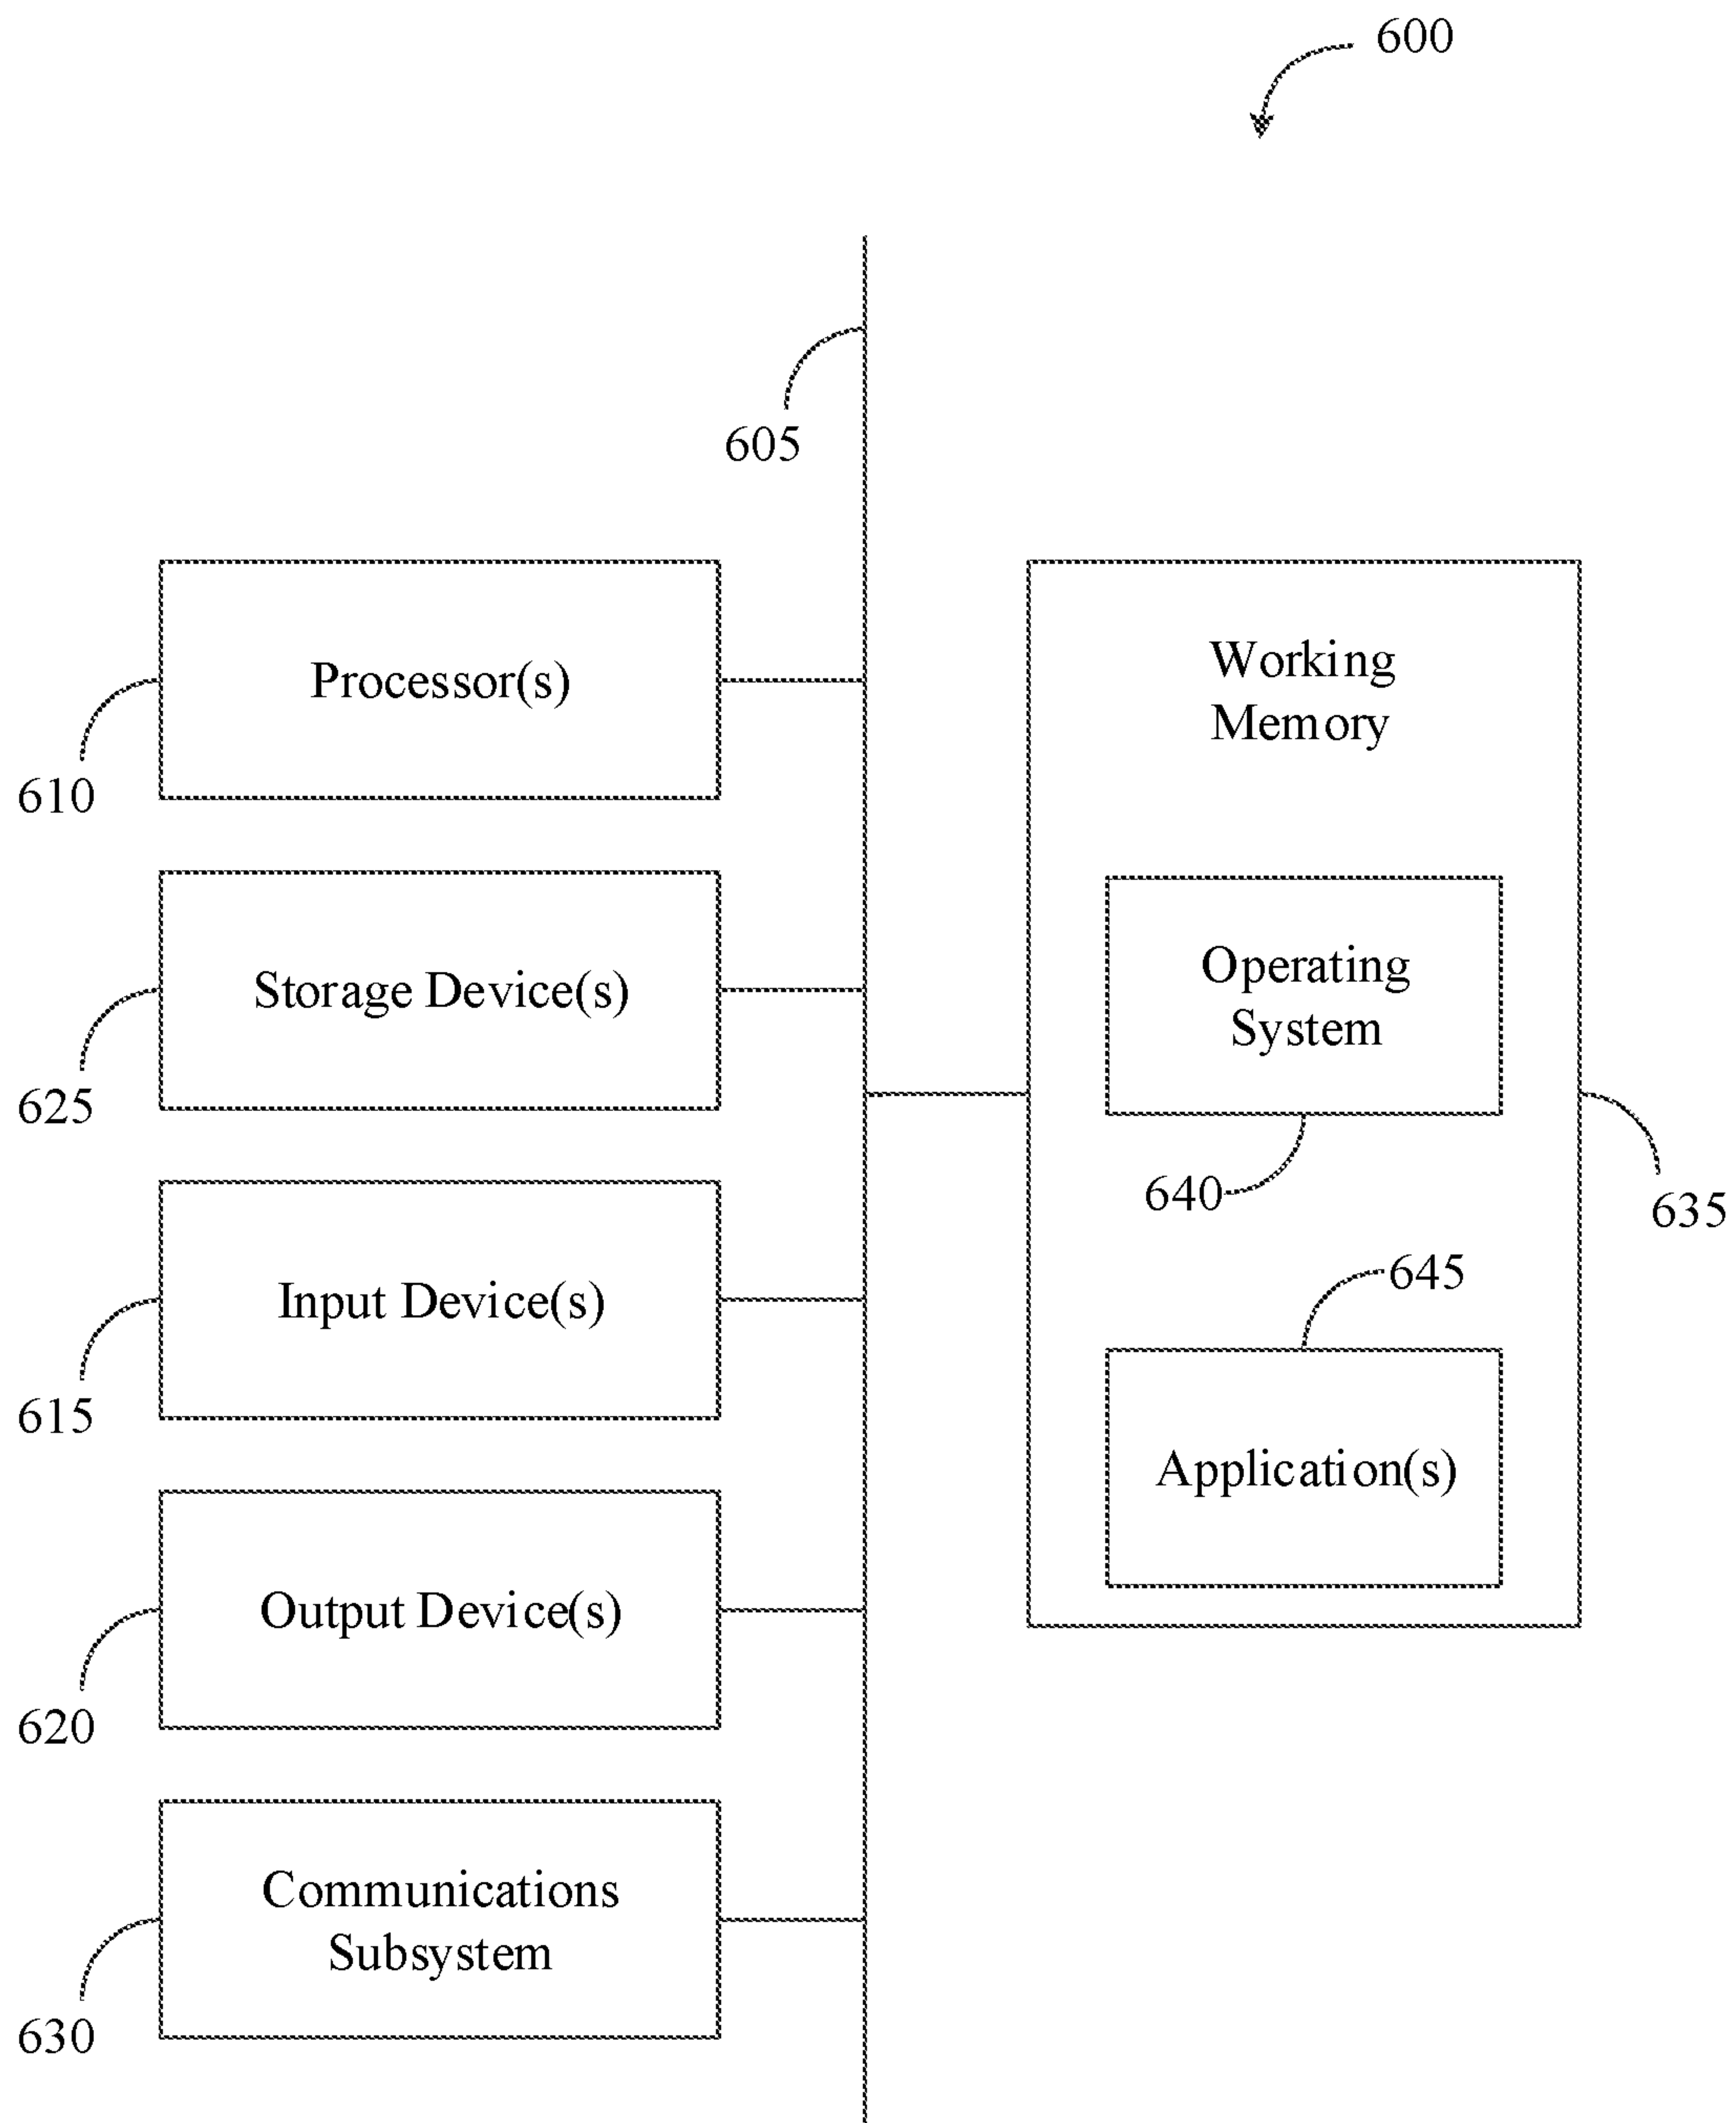 600
605
Processor(s)
610
Storage Device(s)
625
Input Device(s)
615
Output Device(s)
620
Communications
Subsystem
630
Working
Memory
Operating
System
640
635
645
Application(s)